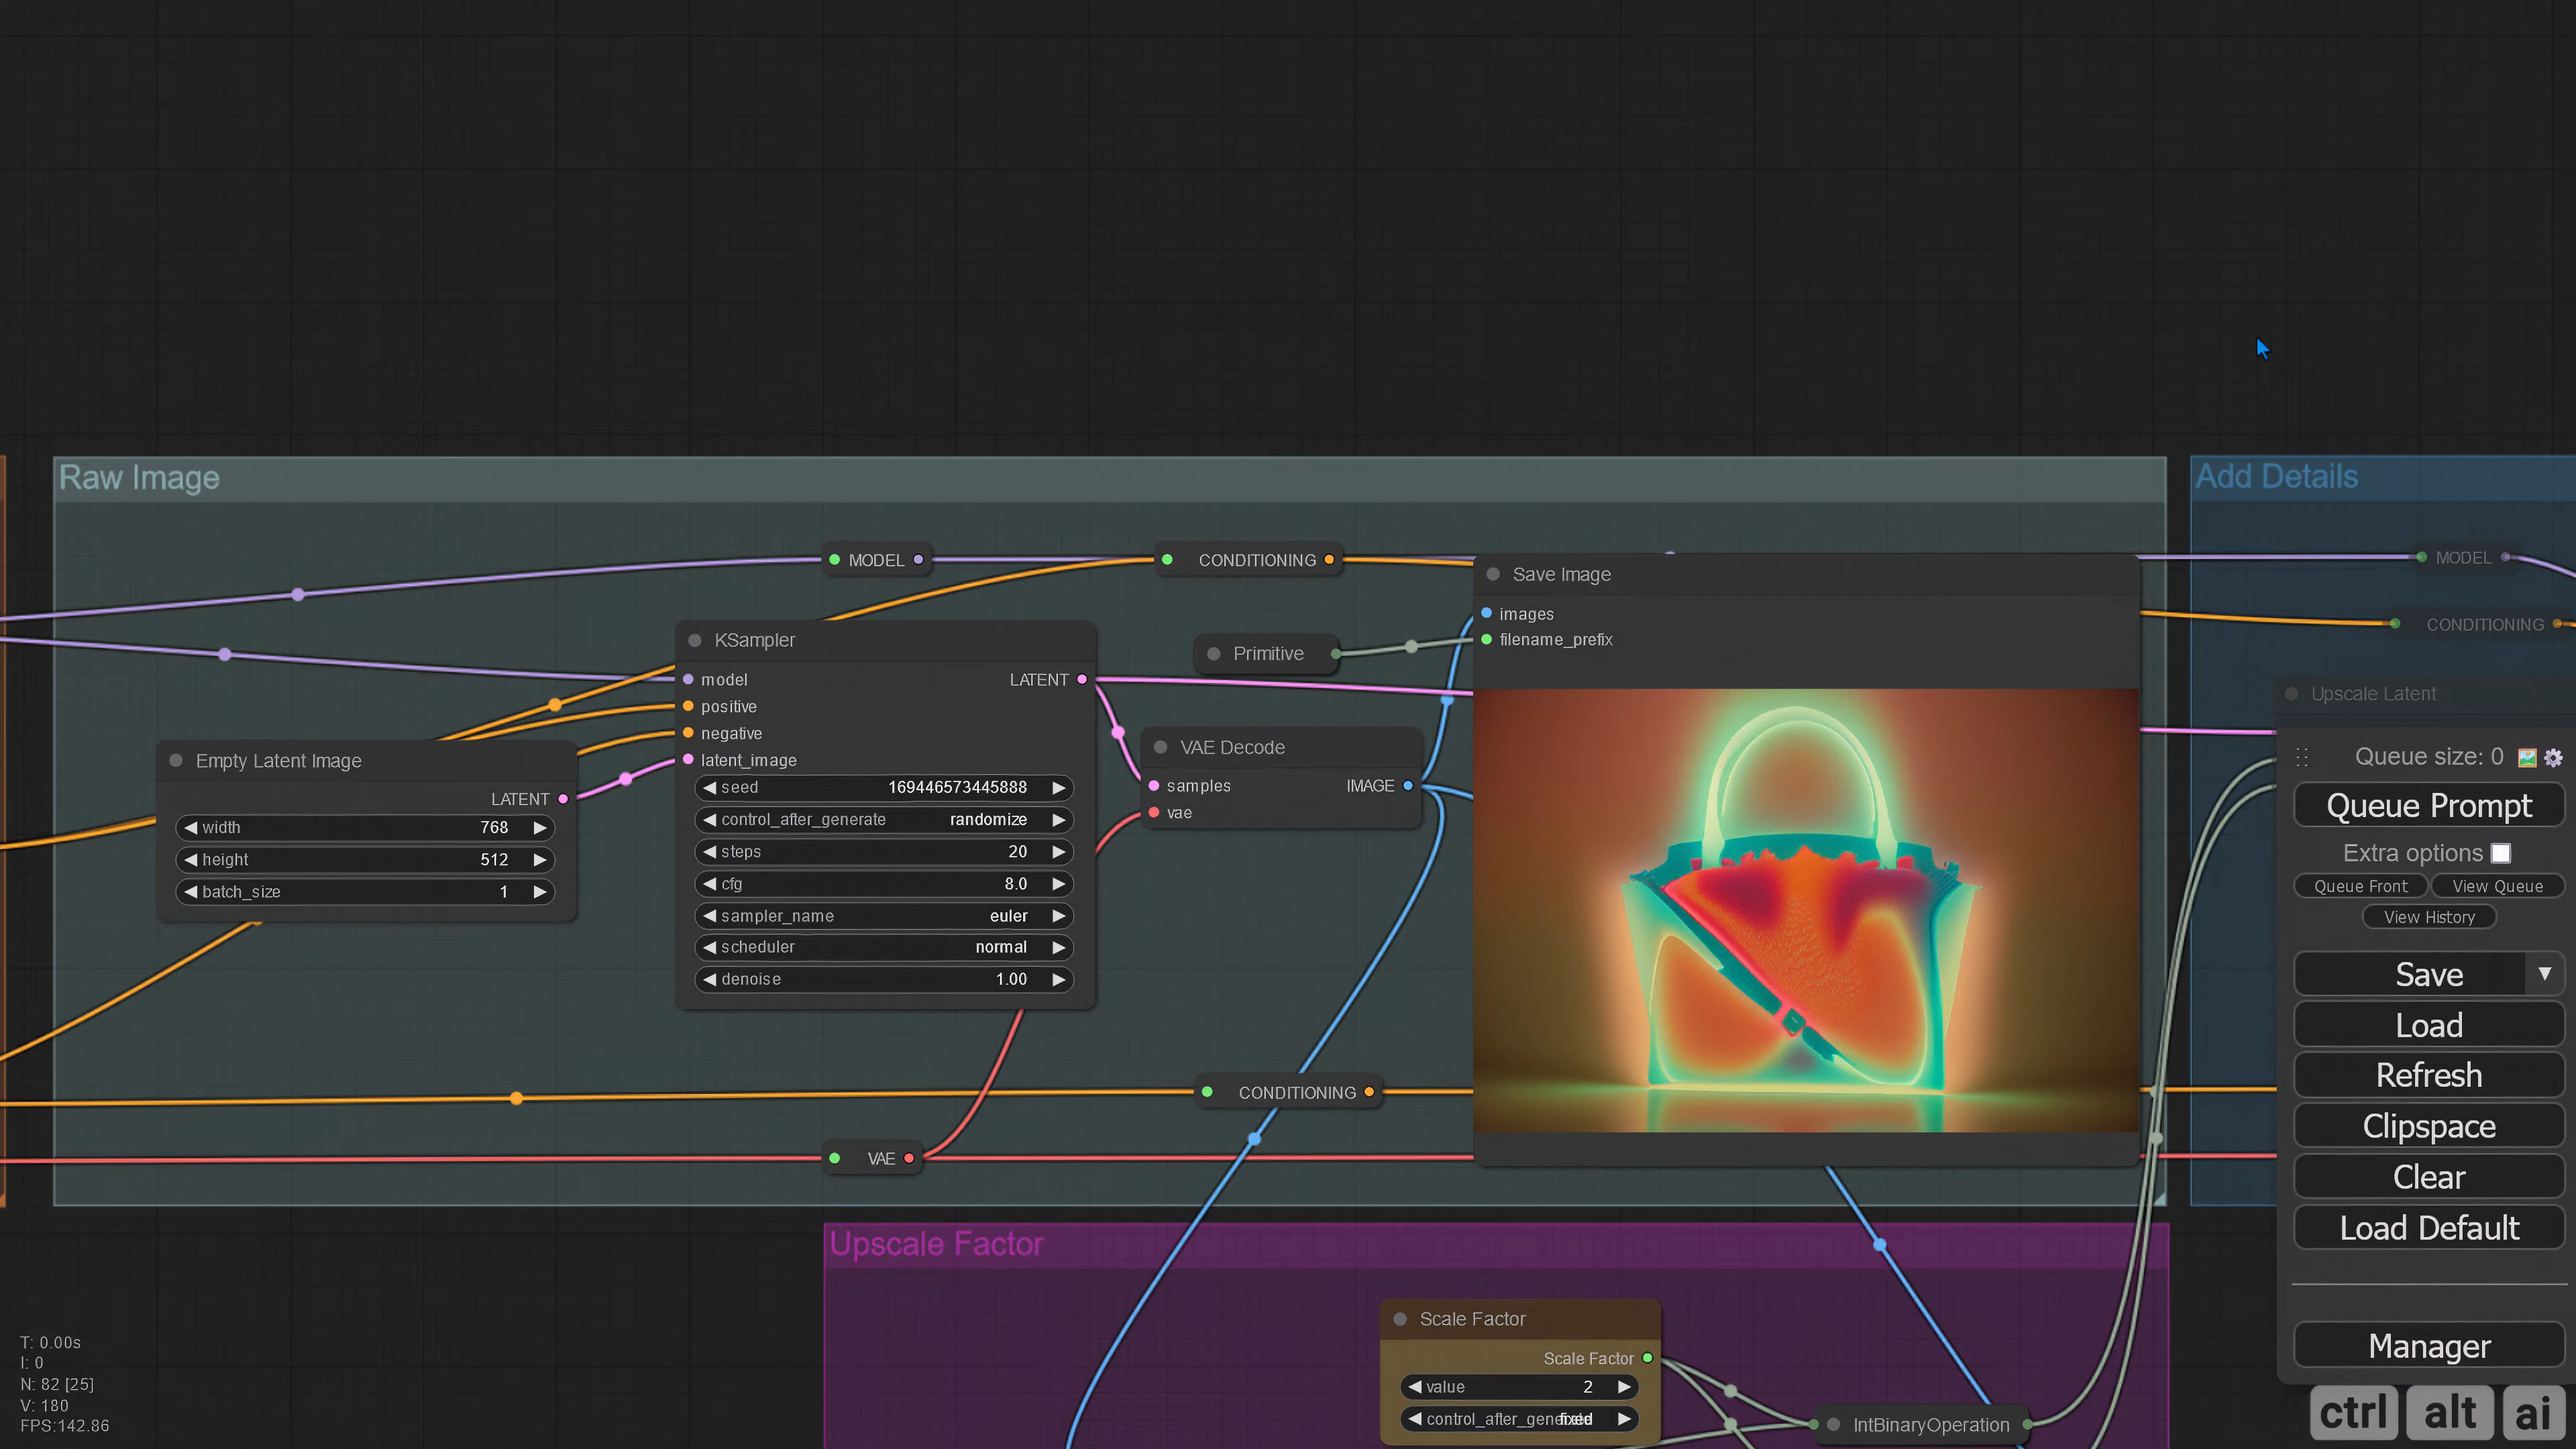 Raw Image
Add Details
MODEL
CONDITIONING
Save Image
images
filename_prefix
MODEL
CONDITIONING
KSampler
model
LATENT
positive
negative
latent_image
seed 169446573445888
control_after_generate randomize
steps 20
cfg 8.0
sampler_name euler
scheduler normal
denoise 1.00
Primitive
Empty Latent Image
LATENT
width 768
height 512
batch_size 1
VAE Decode
samples IMAGE
vae
CONDITIONING
VAE
Upscale Latent
Queue size: 0
Queue Prompt
Extra options
Queue Front View Queue
View History
Save ▼
Load
Refresh
Clipspace
Clear
Load Default
Manager
Upscale Factor
Scale Factor
Scale Factor
value 2
control_after_generate fixed
IntBinaryOperation
T: 0.00s
I: 0
N: 82 [25]
V: 180
FPS:142.86
ctrl alt ai